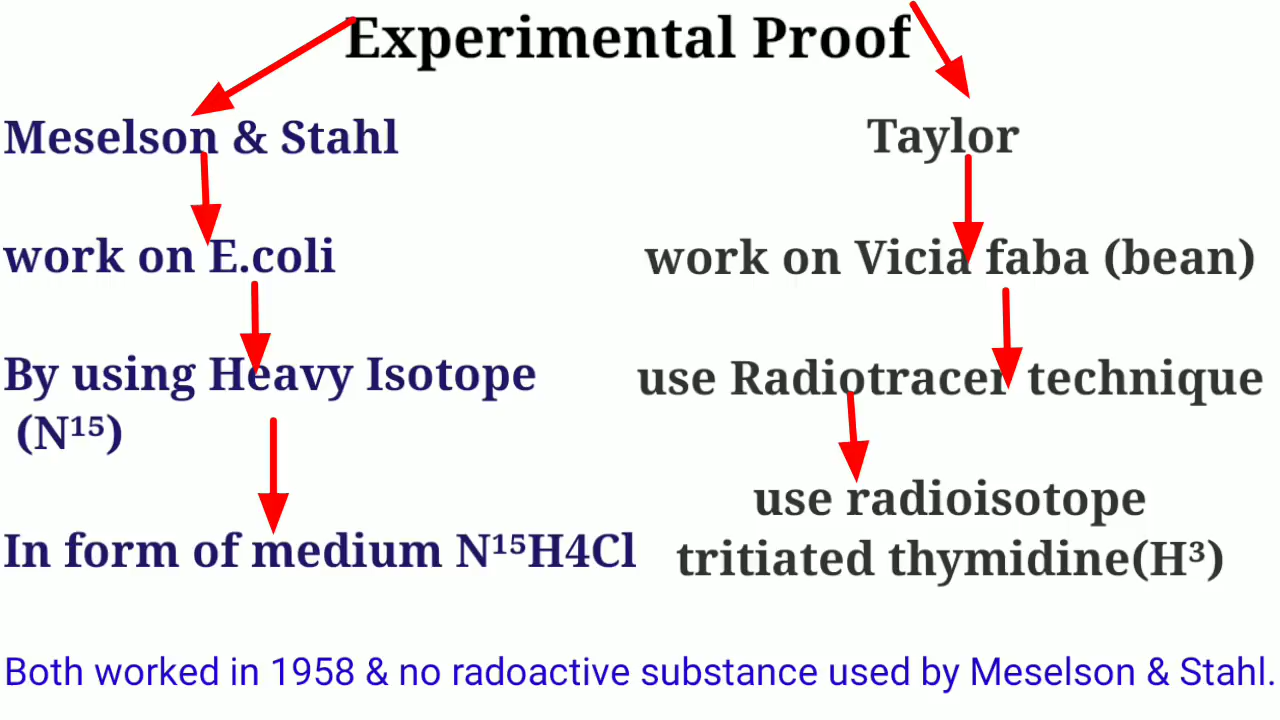 Experimental Proof
Meselson & Stahl
work on E.coli
By using Heavy Isotope
(N¹⁵)
In form of medium N¹⁵H4Cl
Taylor
work on Vicia faba (bean)
use Radiotracer technique
use radioisotope
tritiated thymidine(H³)
Both worked in 1958 & no radoactive substance used by Meselson & Stahl.